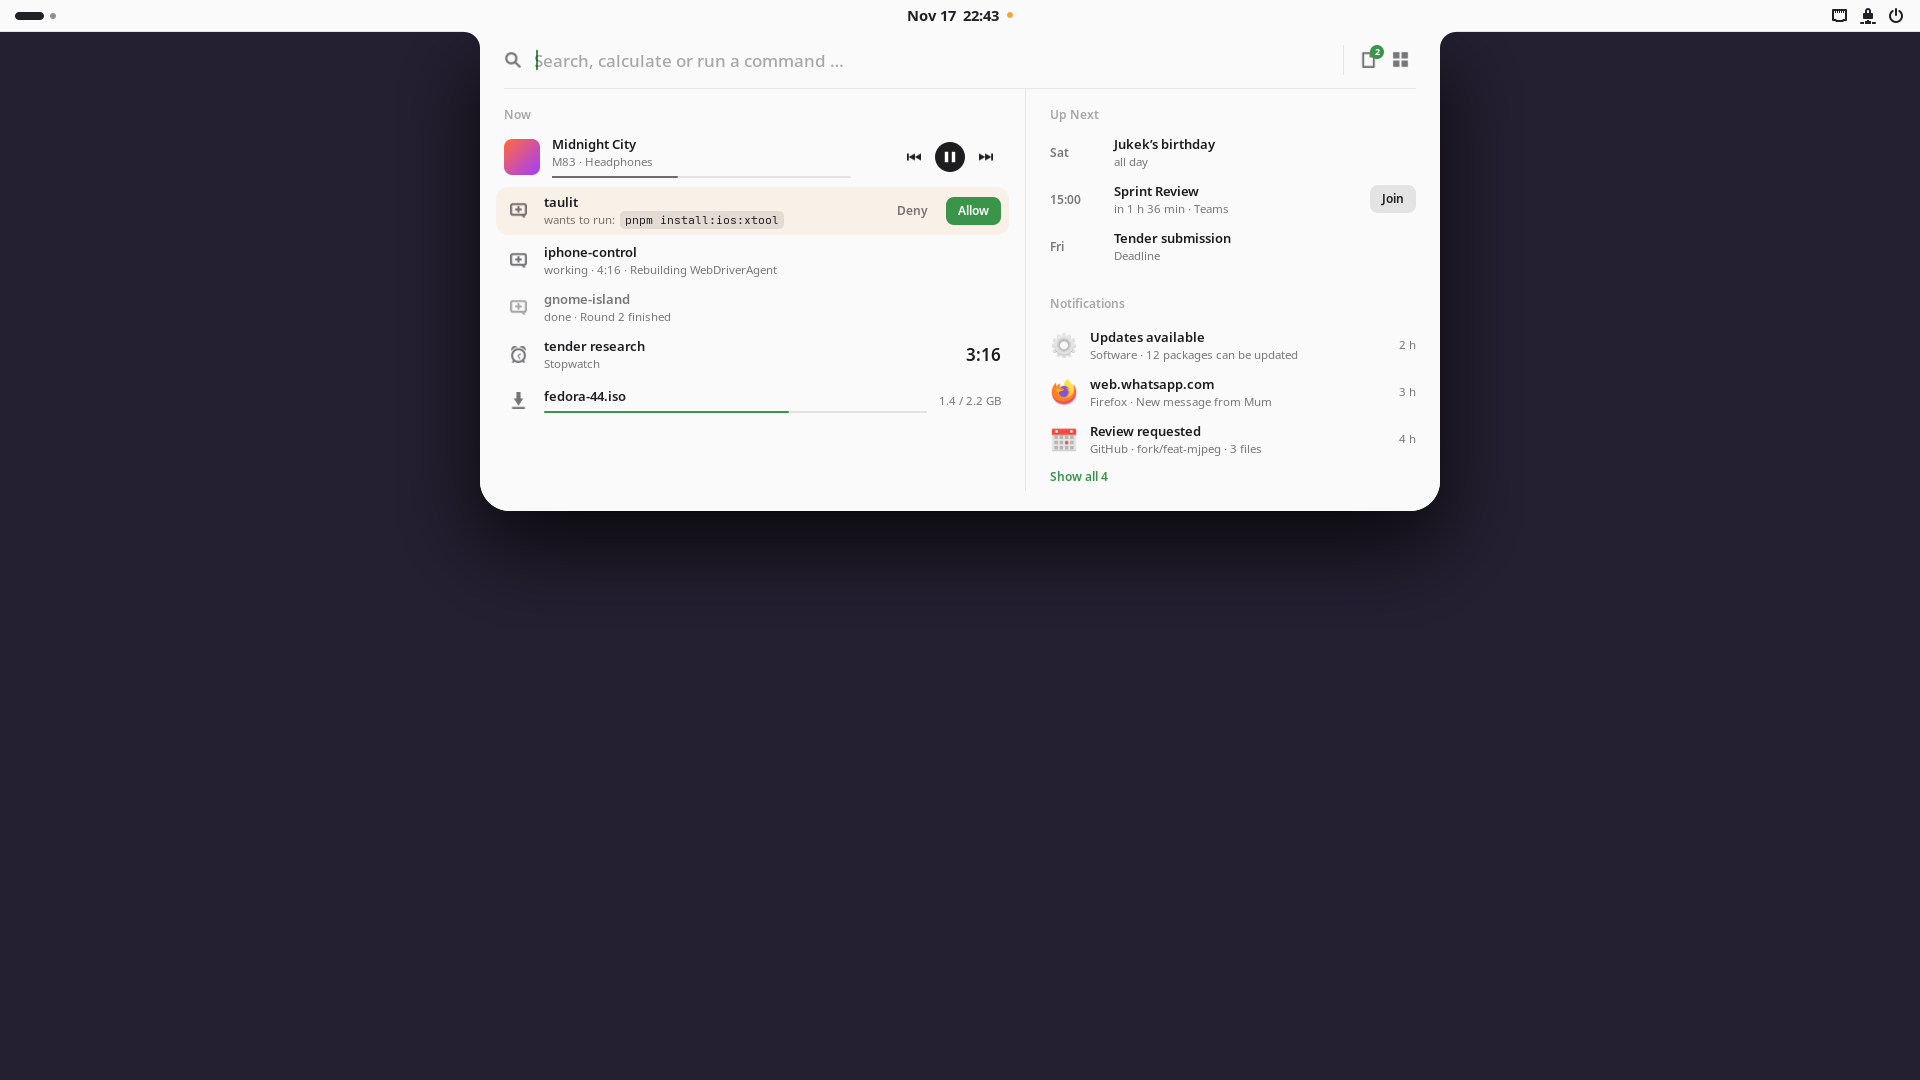 Nov 17 22:43
Search, calculate or run a command ...
2
Now
Midnight City
M83 · Headphones
taulit
wants to run: pnpm install:ios:xtool
Deny
Allow
iphone-control
working · 4:16 · Rebuilding WebDriverAgent
gnome-island
done · Round 2 finished
tender research
Stopwatch
3:16
fedora-44.iso
1.4 / 2.2 GB
Up Next
Sat
Jukek’s birthday
all day
15:00
Sprint Review
in 1 h 36 min · Teams
Join
Fri
Tender submission
Deadline
Notifications
Updates available
Software · 12 packages can be updated
2 h
web.whatsapp.com
Firefox · New message from Mum
3 h
Review requested
GitHub · fork/feat-mjpeg · 3 files
4 h
Show all 4